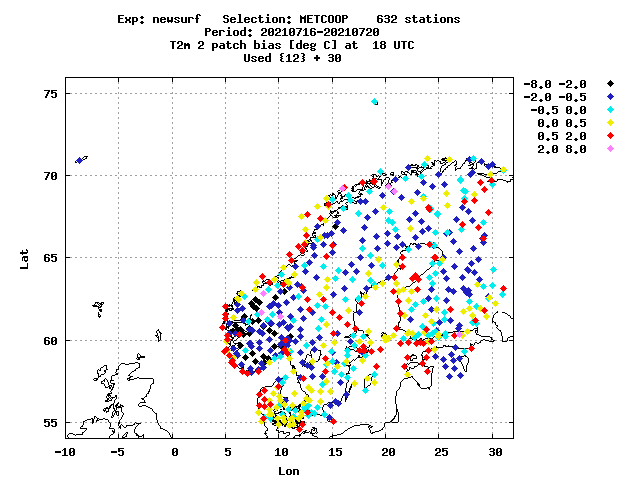 Exp: newsurf Selection: METCOOP 632 stations
Period: 20210716-20210720
T2m 2 patch bias [deg C] at 18 UTC
Used {12} + 30
-8.0 -2.0
-2.0 -0.5
-0.5 0.0
0.0 0.5
0.5 2.0
2.0 8.0
75
70
65
60
55
Lat
-10 -5 0 5 10 15 20 25 30
Lon